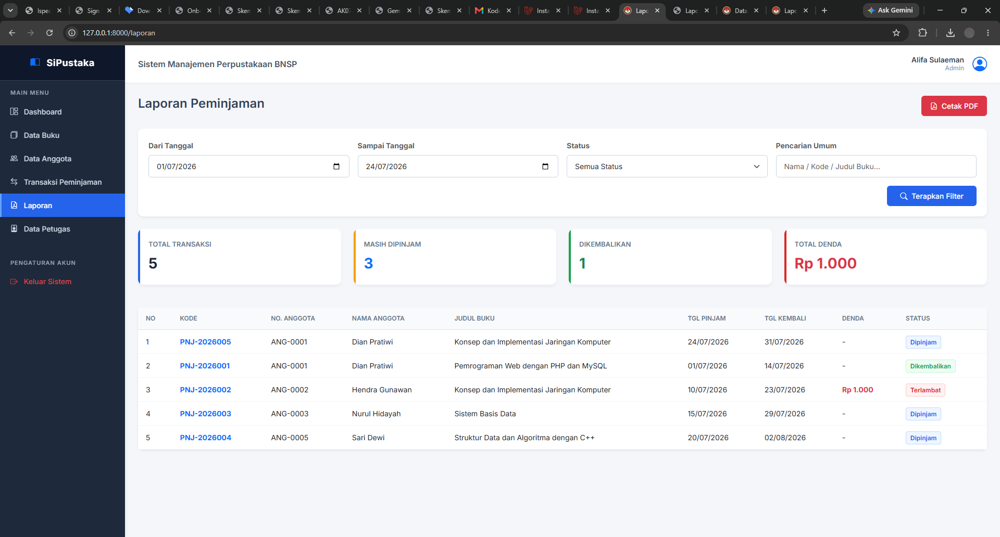 Ispec
Sign
Dow
Onb
Sker
Sker
AK07
Gem
Sker
Kode
Insta
Insta
Lapo
Lapo
Data
Lapo
Ask Gemini
127.0.0.1:8000/laporan
SiPustaka
Sistem Manajemen Perpustakaan BNSP
Alifa Sulaeman
Admin
MAIN MENU
Dashboard
Data Buku
Data Anggota
Transaksi Peminjaman
Laporan
Data Petugas
PENGATURAN AKUN
Keluar Sistem
Laporan Peminjaman
Cetak PDF
Dari Tanggal
Sampai Tanggal
Status
Pencarian Umum
01/07/2026
24/07/2026
Semua Status
Nama / Kode / Judul Buku...
Terapkan Filter
TOTAL TRANSAKSI
5
MASIH DIPINJAM
3
DIKEMBALIKAN
1
TOTAL DENDA
Rp 1.000
NO KODE NO. ANGGOTA NAMA ANGGOTA JUDUL BUKU TGL PINJAM TGL KEMBALI DENDA STATUS
1 PNJ-2026005 ANG-0001 Dian Pratiwi Konsep dan Implementasi Jaringan Komputer 24/07/2026 31/07/2026 - Dipinjam
2 PNJ-2026001 ANG-0001 Dian Pratiwi Pemrograman Web dengan PHP dan MySQL 01/07/2026 14/07/2026 - Dikembalikan
3 PNJ-2026002 ANG-0002 Hendra Gunawan Konsep dan Implementasi Jaringan Komputer 10/07/2026 23/07/2026 Rp 1.000 Terlambat
4 PNJ-2026003 ANG-0003 Nurul Hidayah Sistem Basis Data 15/07/2026 29/07/2026 - Dipinjam
5 PNJ-2026004 ANG-0005 Sari Dewi Struktur Data dan Algoritma dengan C++ 20/07/2026 02/08/2026 - Dipinjam